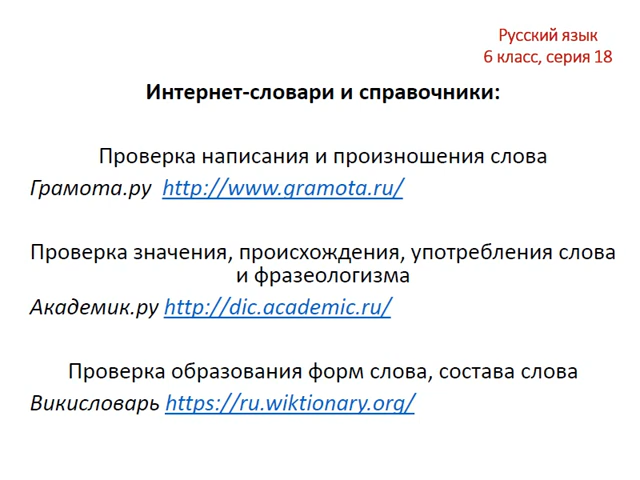 Русский язык
6 класс, серия 18
Интернет-словари и справочники:
Проверка написания и произношения слова
Грамота.ру http://www.gramota.ru/
Проверка значения, происхождения, употребления слова
и фразеологизма
Академик.ру http://dic.academic.ru/
Проверка образования форм слова, состава слова
Викисловарь https://ru.wiktionary.org/